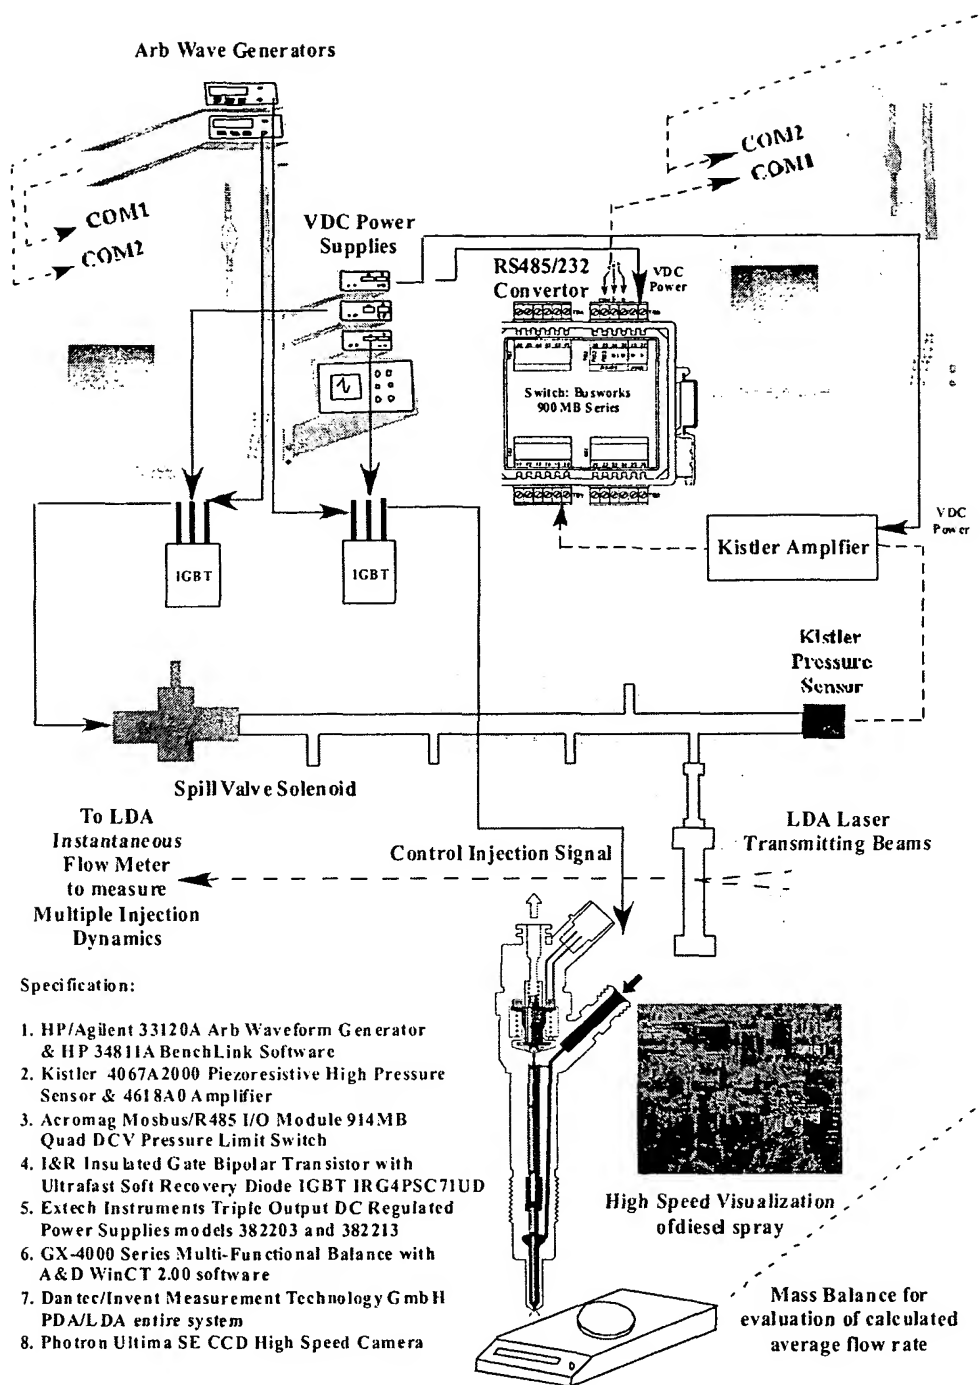 Arb Wave Generators
COM2
COM1
COM1
COM2
VDC Power
Supplies
RS485/232
Convertor
VDC
Power
Switch: Busworks
900 MB Series
VDC
Power
Kistler Amplfier
IGBT
IGBT
Kistler
Pressure
Sensor
Spill Valve Solenoid
To LDA
Instantaneous
Flow Meter
to measure
Multiple Injection
Dynamics
Control Injection Signal
LDA Laser
Transmitting Beams
Specification:
1. HP/Agilent 33120A Arb Waveform Generator
& HP 34811A BenchLink Software
2. Kistler 4067A2000 Piezoresistive High Pressure
Sensor & 4618A0 Amplifier
3. Acromag Mosbus/R485 I/O Module 914MB
Quad DCV Pressure Limit Switch
4. I&R Insulated Gate Bipolar Transistor with
Ultrafast Soft Recovery Diode IGBT IRG4PSC71UD
5. Extech Instruments Triple Output DC Regulated
Power Supplies models 382203 and 382213
6. GX-4000 Series Multi-Functional Balance with
A&D WinCT 2.00 software
7. Dantec/Invent Measurement Technology GmbH
PDA/LDA entire system
8. Photron Ultima SE CCD High Speed Camera
High Speed Visualization
of diesel spray
Mass Balance for
evaluation of calculated
average flow rate